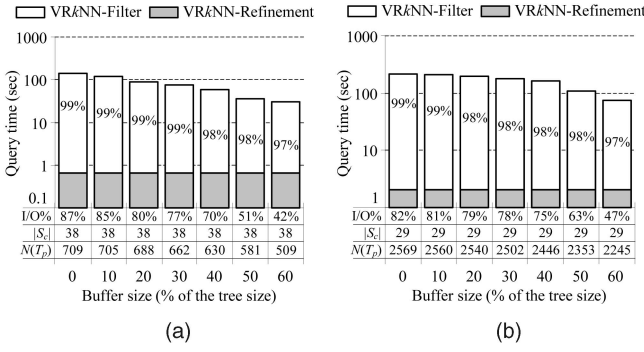 VRkNN-Filter VRkNN-Refinement
Query time (sec)
1000
100
10
1
0.1
99% 99% 99% 99% 98% 98% 97%
I/O% 87% 85% 80% 77% 70% 51% 42%
|Sc| 38 38 38 38 38 38 38
N(Tp) 709 705 688 662 630 581 509
0 10 20 30 40 50 60
Buffer size (% of the tree size)
(a)
VRkNN-Filter VRkNN-Refinement
Query time (sec)
1000
100
10
1
99% 99% 98% 98% 98% 98% 97%
I/O% 82% 81% 79% 78% 75% 63% 47%
|Sc| 29 29 29 29 29 29 29
N(Tp) 2569 2560 2540 2502 2446 2353 2245
0 10 20 30 40 50 60
Buffer size (% of the tree size)
(b)